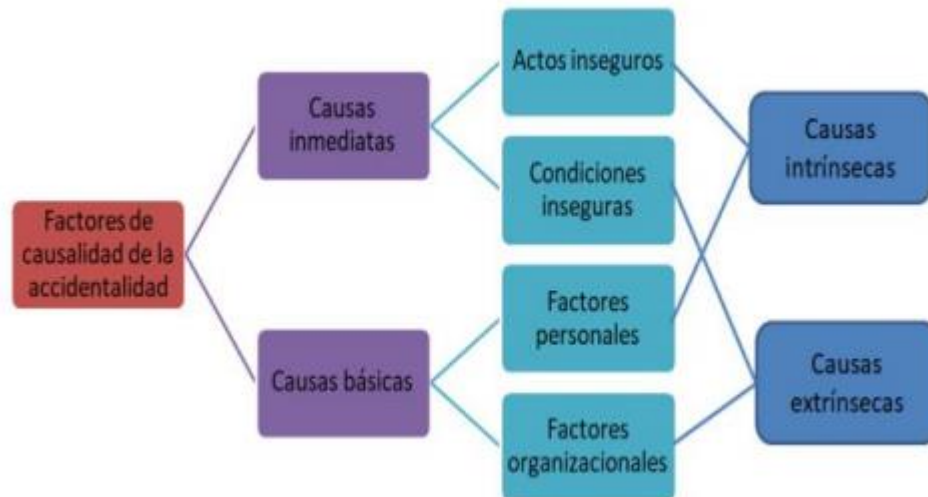 Factores de
causalidad de la
accidentalidad
Causas
inmediatas
Causas básicas
Actos inseguros
Condiciones
inseguras
Factores
personales
Factores
organizacionales
Causas
intrínsecas
Causas
extrínsecas